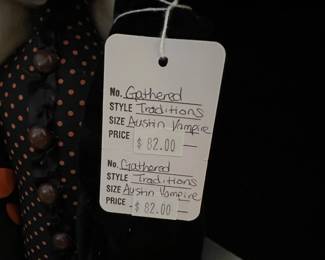 No. Gathered
STYLE Traditions
SIZE Austin Vampire
PRICE $ 82.00
No. Gathered
STYLE Traditions
SIZE Austin Vampire
PRICE $ 82.00